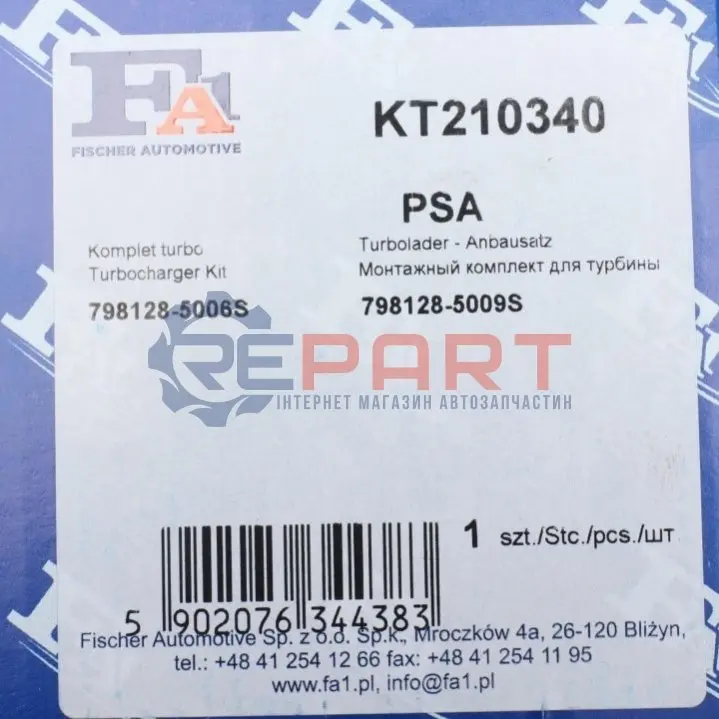 FA1
FISCHER AUTOMOTIVE
KT210340
PSA
Komplet turbo
Turbocharger Kit
798128-5006S
Turbolader - Anbausatz
Монтажный комплект для турбины
798128-5009S
REPART
ІНТЕРНЕТ МАГАЗИН АВТОЗАПЧАСТИН
1 szt./Stc./pcs./шт
5 902076 344383
Fischer Automotive Sp. z o.o. Sp.k., Mroczków 4a, 26-120 Bliżyn,
tel.: +48 41 254 12 66 fax: +48 41 254 11 95
www.fa1.pl, info@fa1.pl